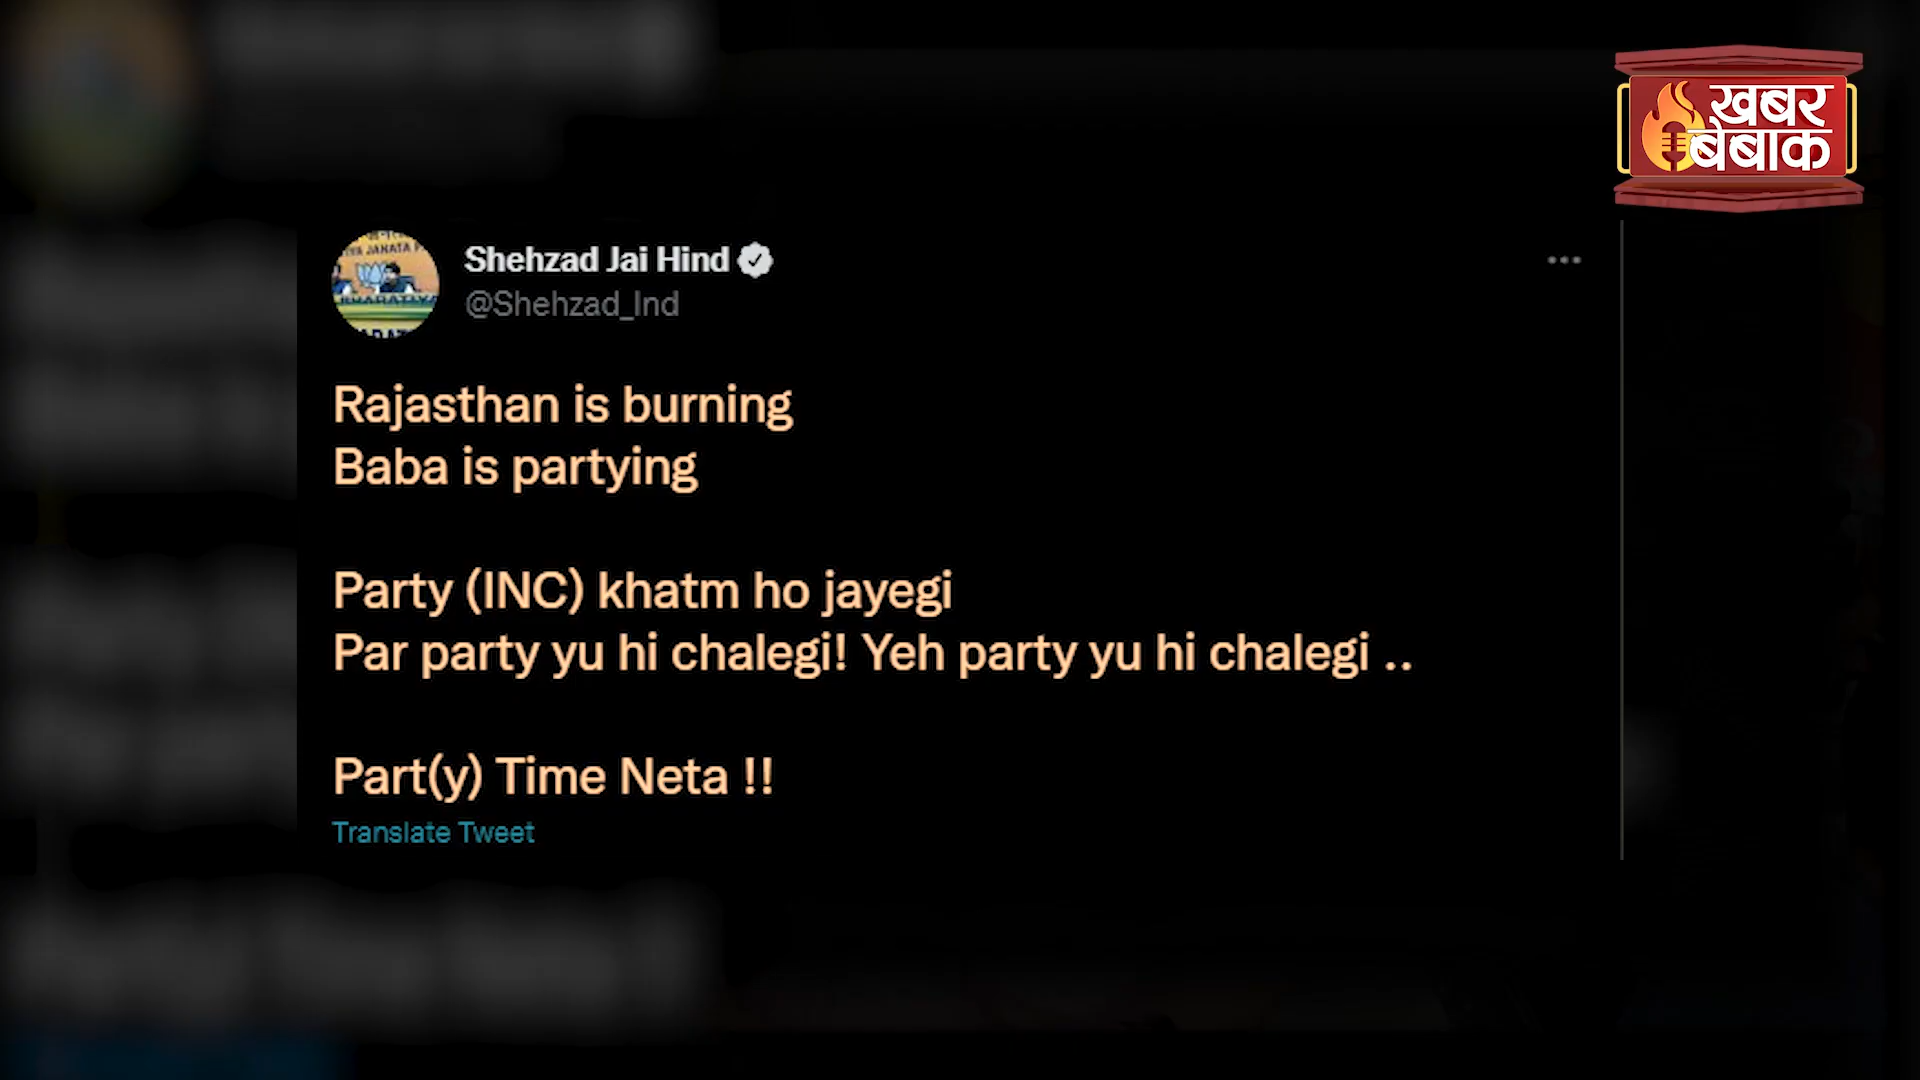 खबर
बेबाक
Shehzad Jai Hind
@Shehzad_Ind
Rajasthan is burning
Baba is partying
Party (INC) khatm ho jayegi
Par party yu hi chalegi! Yeh party yu hi chalegi ..
Part(y) Time Neta !!
Translate Tweet